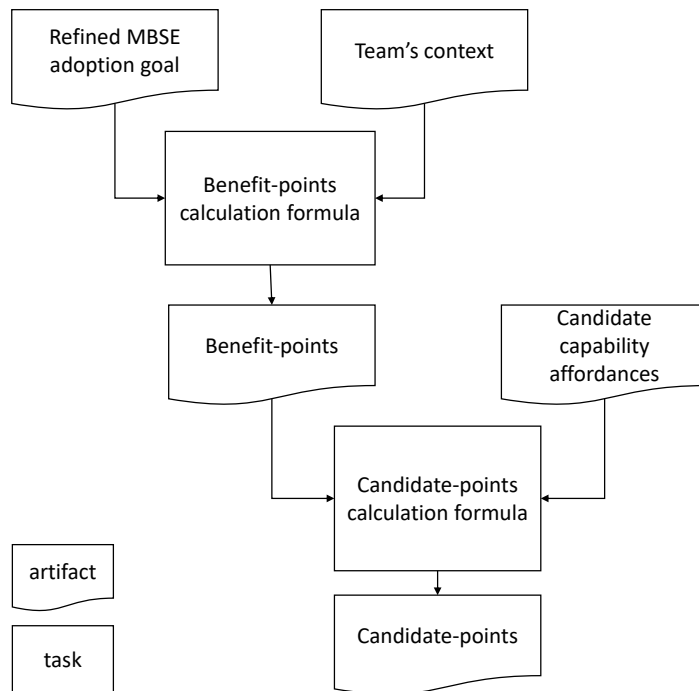 Refined MBSE
adoption goal
Team’s context
Benefit-points
calculation formula
Benefit-points
Candidate
capability
affordances
Candidate-points
calculation formula
artifact
Candidate-points
task